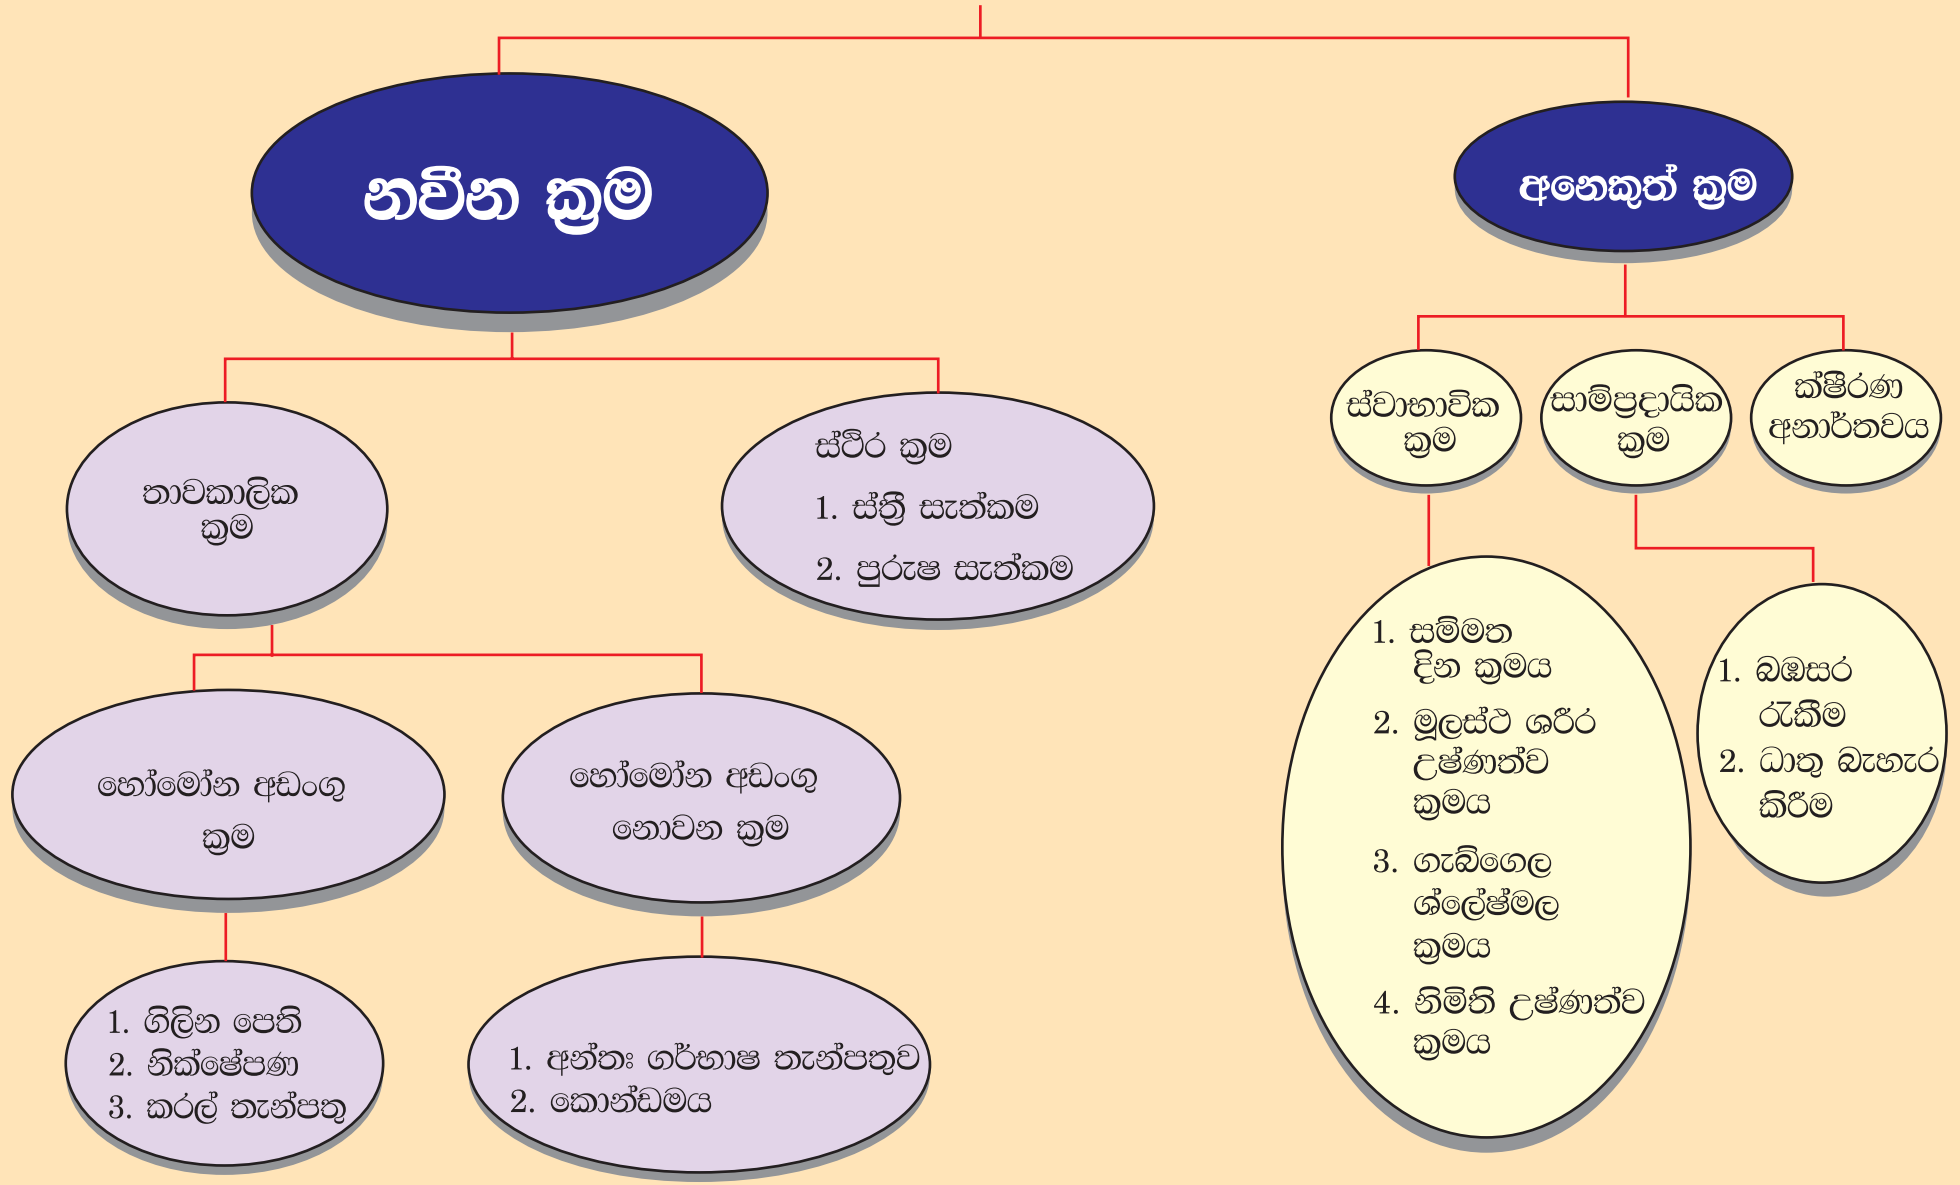 නවීන ක්‍රම
අනෙකුත් ක්‍රම
තාවකාලික
ක්‍රම
ස්ථිර ක්‍රම
1. ස්ත්‍රී සැත්කම
2. පුරුෂ සැත්කම
ස්වාභාවික
ක්‍රම
සාම්ප්‍රදායික
ක්‍රම
ක්ෂීරණ
අනාර්තවය
හෝමෝන අඩංගු
ක්‍රම
හෝමෝන අඩංගු
නොවන ක්‍රම
1. ගිලින පෙති
2. නික්ෂේපණ
3. කරල් තැන්පතු
1. අන්තඃ ගර්භාෂ තැන්පතුව
2. කොන්ඩමය
1. සම්මත
දින ක්‍රමය
2. මූලස්ථ ශරීර
උෂ්ණත්ව
ක්‍රමය
3. ගැබ්ගෙල
ශ්ලේෂ්මල
ක්‍රමය
4. නිමිති උෂ්ණත්ව
ක්‍රමය
1. බඹසර
රැකීම
2. ධාතු බැහැර
කිරීම